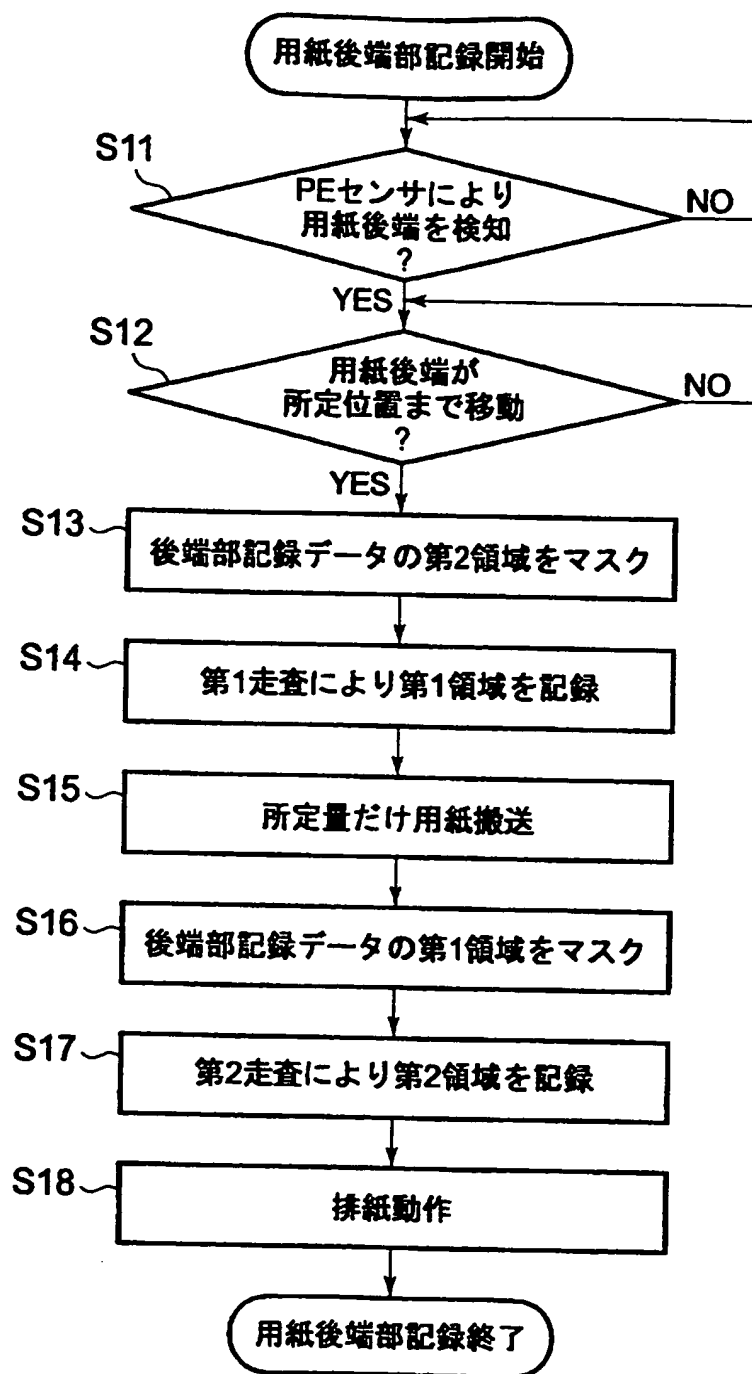 用紙後端部記録開始
S11
PEセンサにより
用紙後端を検知
?
NO
YES
S12
用紙後端が
所定位置まで移動
?
NO
YES
S13
後端部記録データの第2領域をマスク
S14
第1走査により第1領域を記録
S15
所定量だけ用紙搬送
S16
後端部記録データの第1領域をマスク
S17
第2走査により第2領域を記録
S18
排紙動作
用紙後端部記録終了